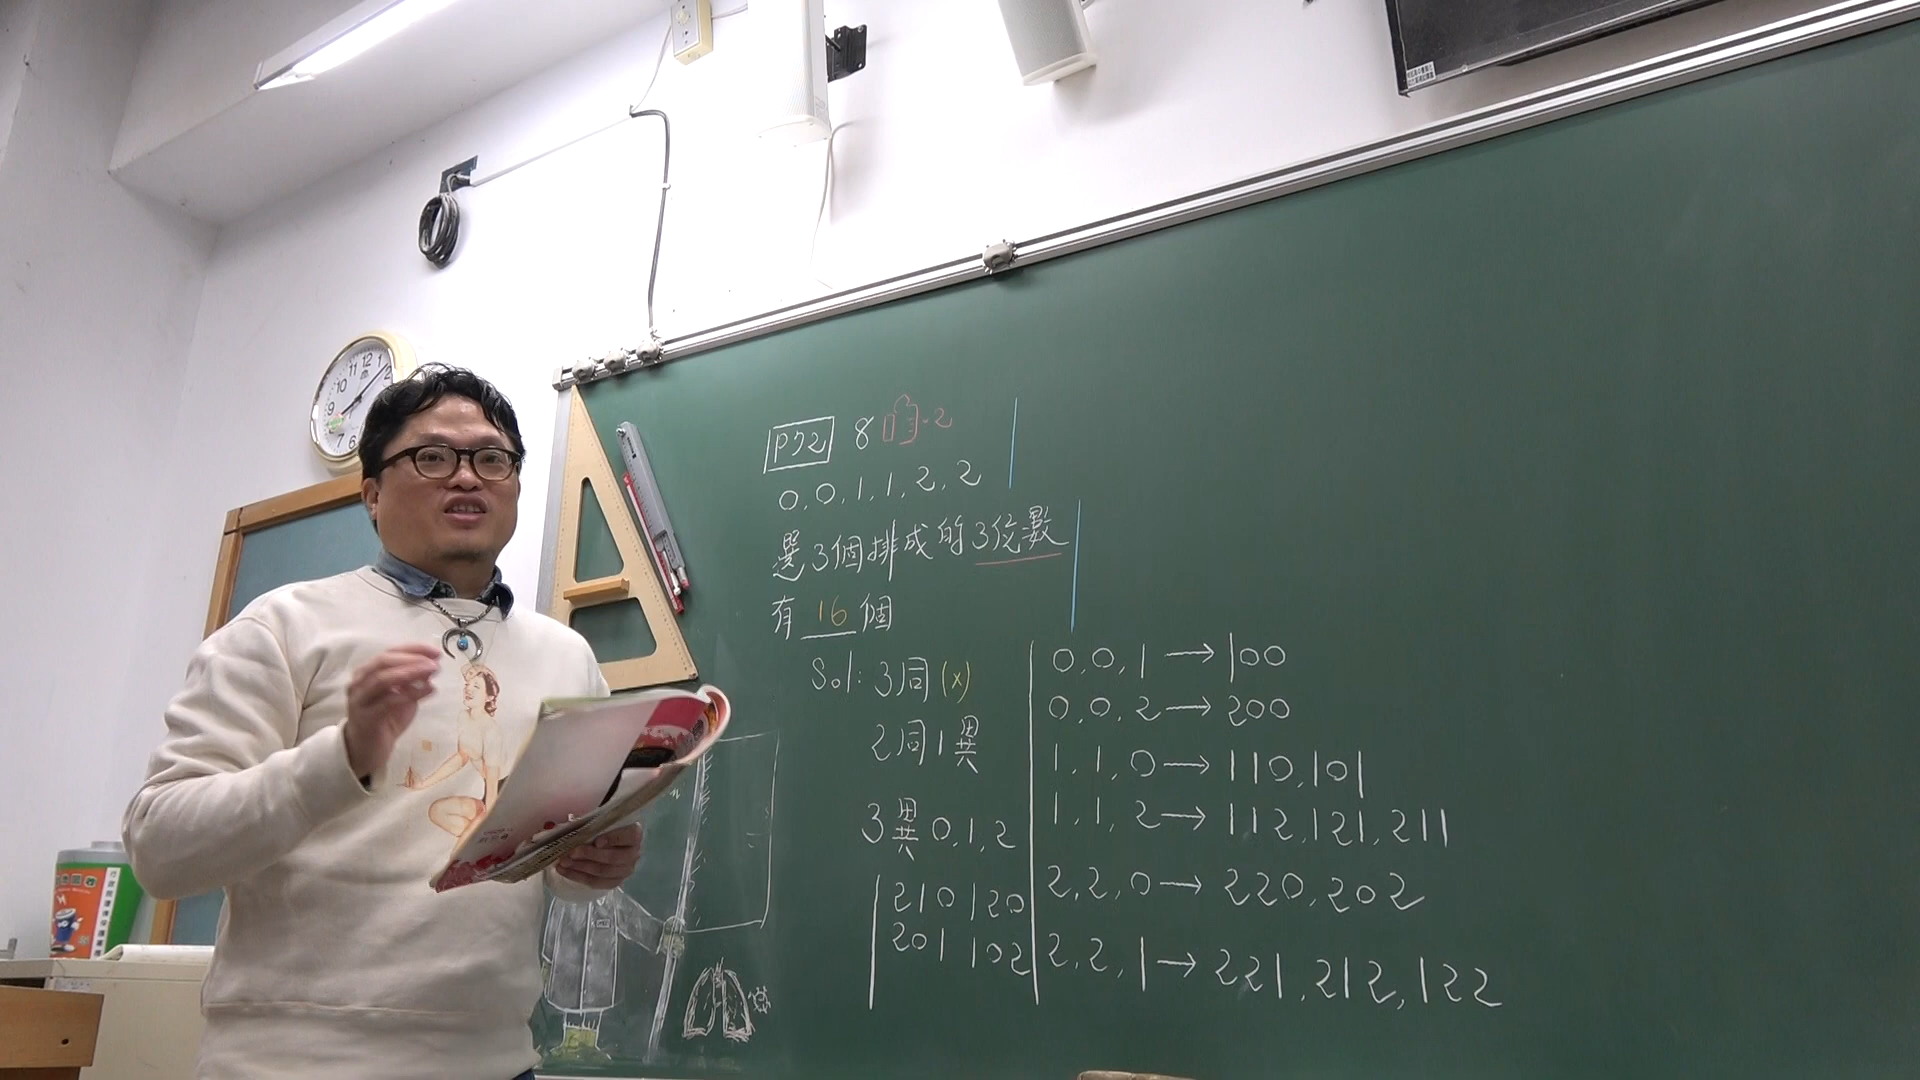 P72 8
0,0,1,1,2,2
選3個排成的3位數
有 16 個
Sol: 3同(x)
2同1異
3異 0,1,2
210 120
201 102
0,0,1→100
0,0,2→200
1,1,0→110,101
1,1,2→112,121,211
2,2,0→220,202
2,2,1→221,212,122